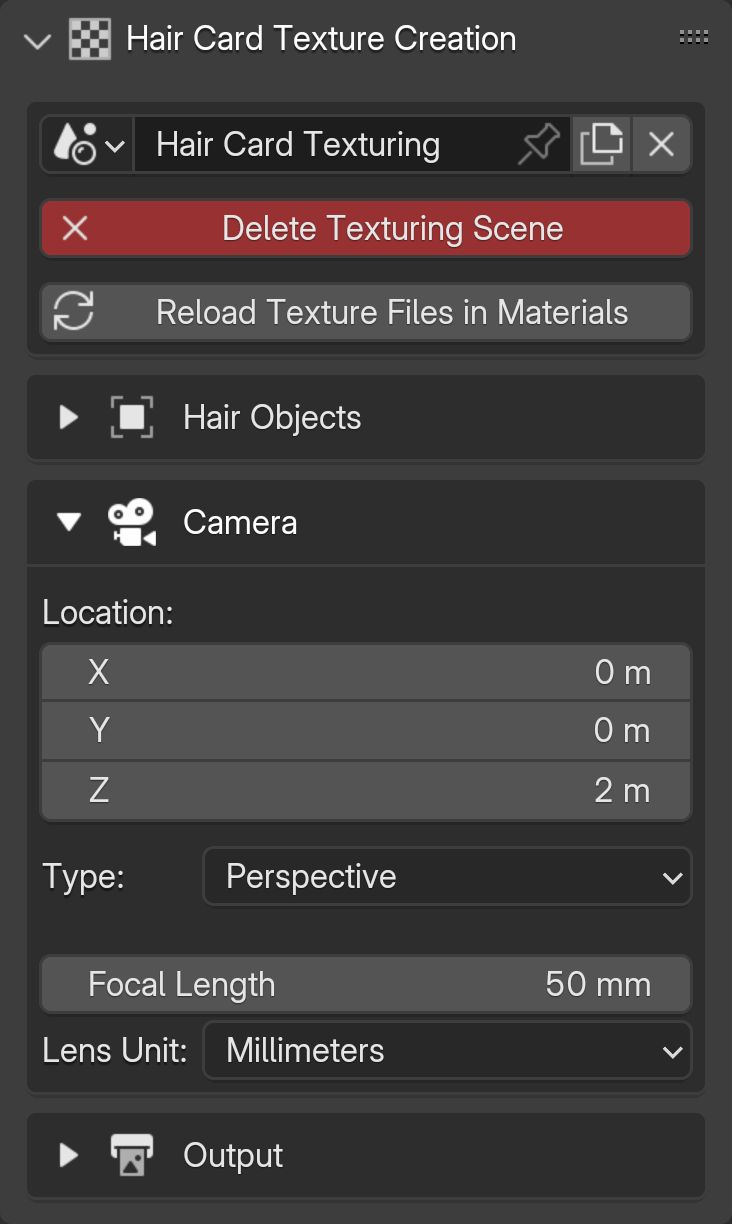 Hair Card Texture Creation
Hair Card Texturing
Delete Texturing Scene
Reload Texture Files in Materials
Hair Objects
Camera
Location:
X 0 m
Y 0 m
Z 2 m
Type: Perspective
Focal Length 50 mm
Lens Unit: Millimeters
Output